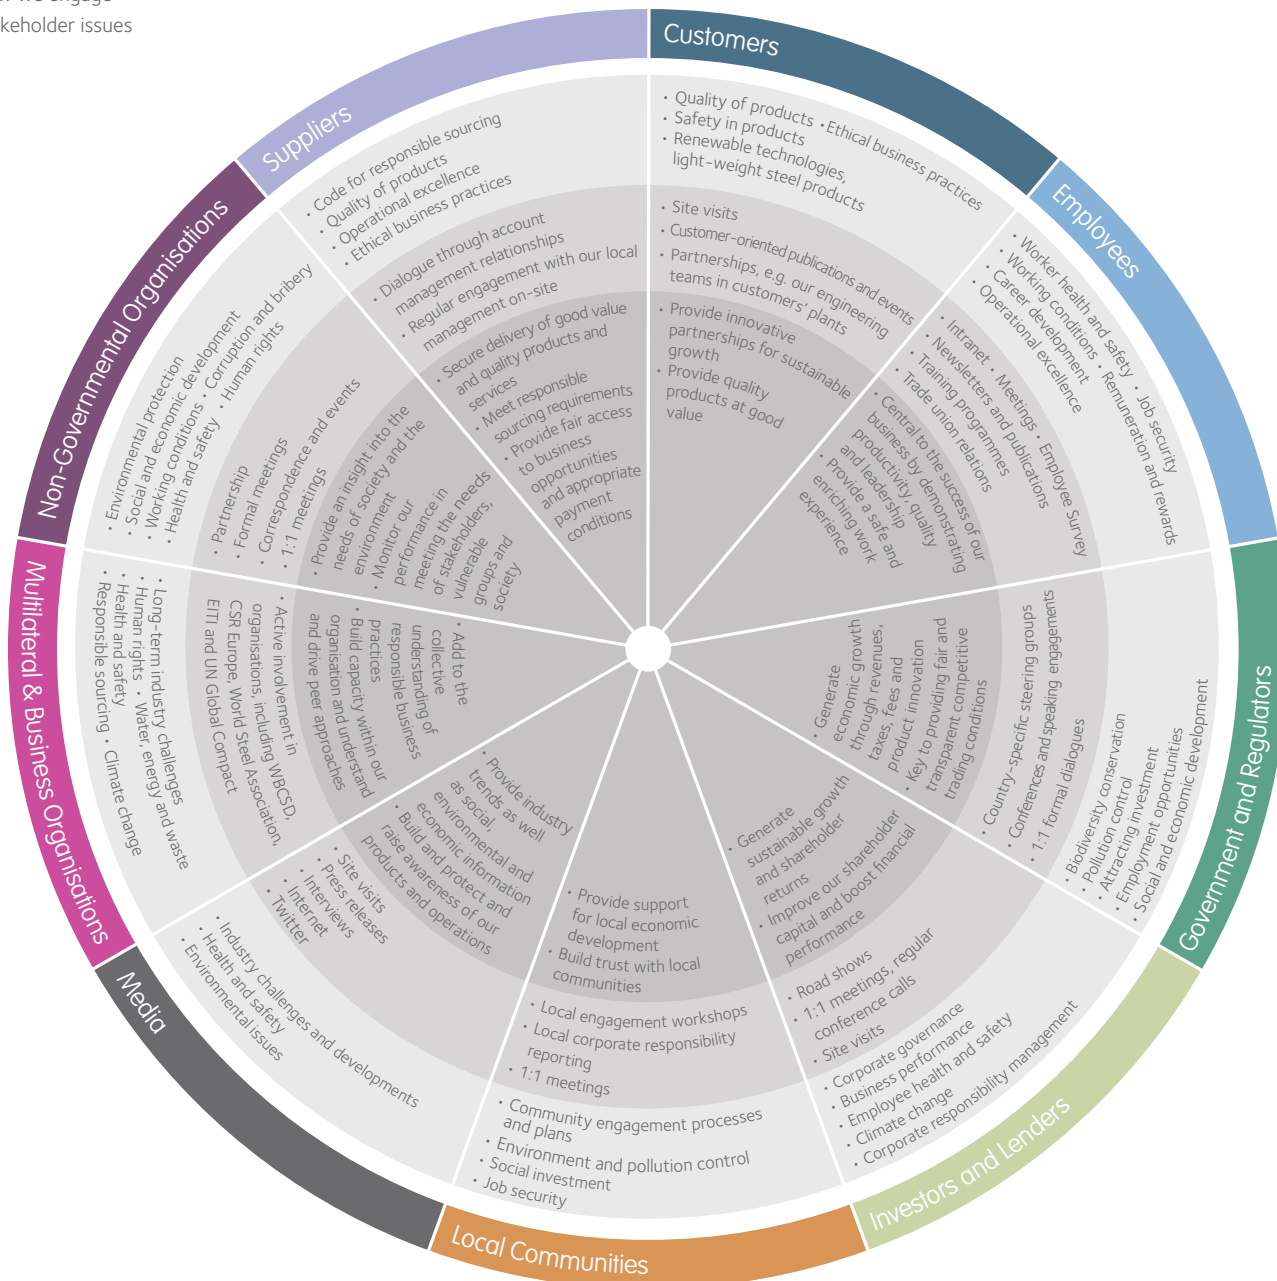 keholder issues
Customers
• Quality of products • Ethical business practices
• Safety in products
• Renewable technologies,
light-weight steel products
• Site visits
• Customer-oriented publications and events
• Partnerships, e.g. our engineering
teams in customers' plants
• Provide innovative
partnerships for sustainable
growth
• Provide quality
products at good
value
Employees
• Worker health and safety • Job security
• Working conditions • Remuneration and rewards
• Career development
• Operational excellence
• Intranet • Meetings • Employee Survey
• Newsletters and publications
• Training programmes
• Trade union relations
• Central to the success of our
business by demonstrating
productivity, quality
and leadership
• Provide a safe and
enriching work
experience
Government and Regulators
• Biodiversity conservation
• Pollution control
• Attracting investment
• Employment opportunities
• Social and economic development
• Country-specific steering groups
• Conferences and speaking engagements
• 1:1 formal dialogues
• Generate
economic growth
through revenues,
taxes, fees and
product innovation
• Key to providing fair and
transparent competitive
trading conditions
Investors and Lenders
• Corporate governance
• Business performance
• Employee health and safety
• Climate change
• Corporate responsibility management
• Road shows
• 1:1 meetings, regular
conference calls
• Site visits
• Generate
sustainable growth
and shareholder
returns
• Improve our shareholder
capital and boost financial
performance
Local Communities
• Provide support
for local economic
development
• Build trust with local
communities
• Local engagement workshops
• Local corporate responsibility
reporting
• 1:1 meetings
• Community engagement processes
and plans
• Environment and pollution control
• Social investment
• Job security
Media
• Industry challenges and developments
• Health and safety
• Environmental issues
• Site visits
• Press releases
• Interviews
• Internet
• Twitter
• Provide industry
trends as well
as social,
environmental and
economic information
• Build and protect and
raise awareness of our
products and operations
Multilateral & Business Organisations
• Long-term industry challenges
• Human rights • Water, energy and waste
• Health and safety
• Responsible sourcing • Climate change
• Active involvement in
organisations, including WBCSD,
CSR Europe, World Steel Association,
EITI and UN Global Compact
• Add to the
collective
understanding of
responsible business
practices
• Build capacity within our
organisation and understand
and drive peer approaches
Non-Governmental Organisations
• Environmental protection
• Social and economic development
• Working conditions • Corruption and bribery
• Health and safety • Human rights
• Partnership
• Formal meetings
• Correspondence and events
• 1:1 meetings
• Provide an insight into the
needs of society and the
environment
• Monitor our
performance in
meeting the needs
of stakeholders,
vulnerable
groups and
society
Suppliers
• Code for responsible sourcing
• Quality of products
• Operational excellence
• Ethical business practices
• Dialogue through account
management relationships
• Regular engagement with our local
management on-site
• Secure delivery of good value
and quality products and
services
• Meet responsible
sourcing requirements
• Provide fair access
to business
opportunities
and appropriate
payment
conditions